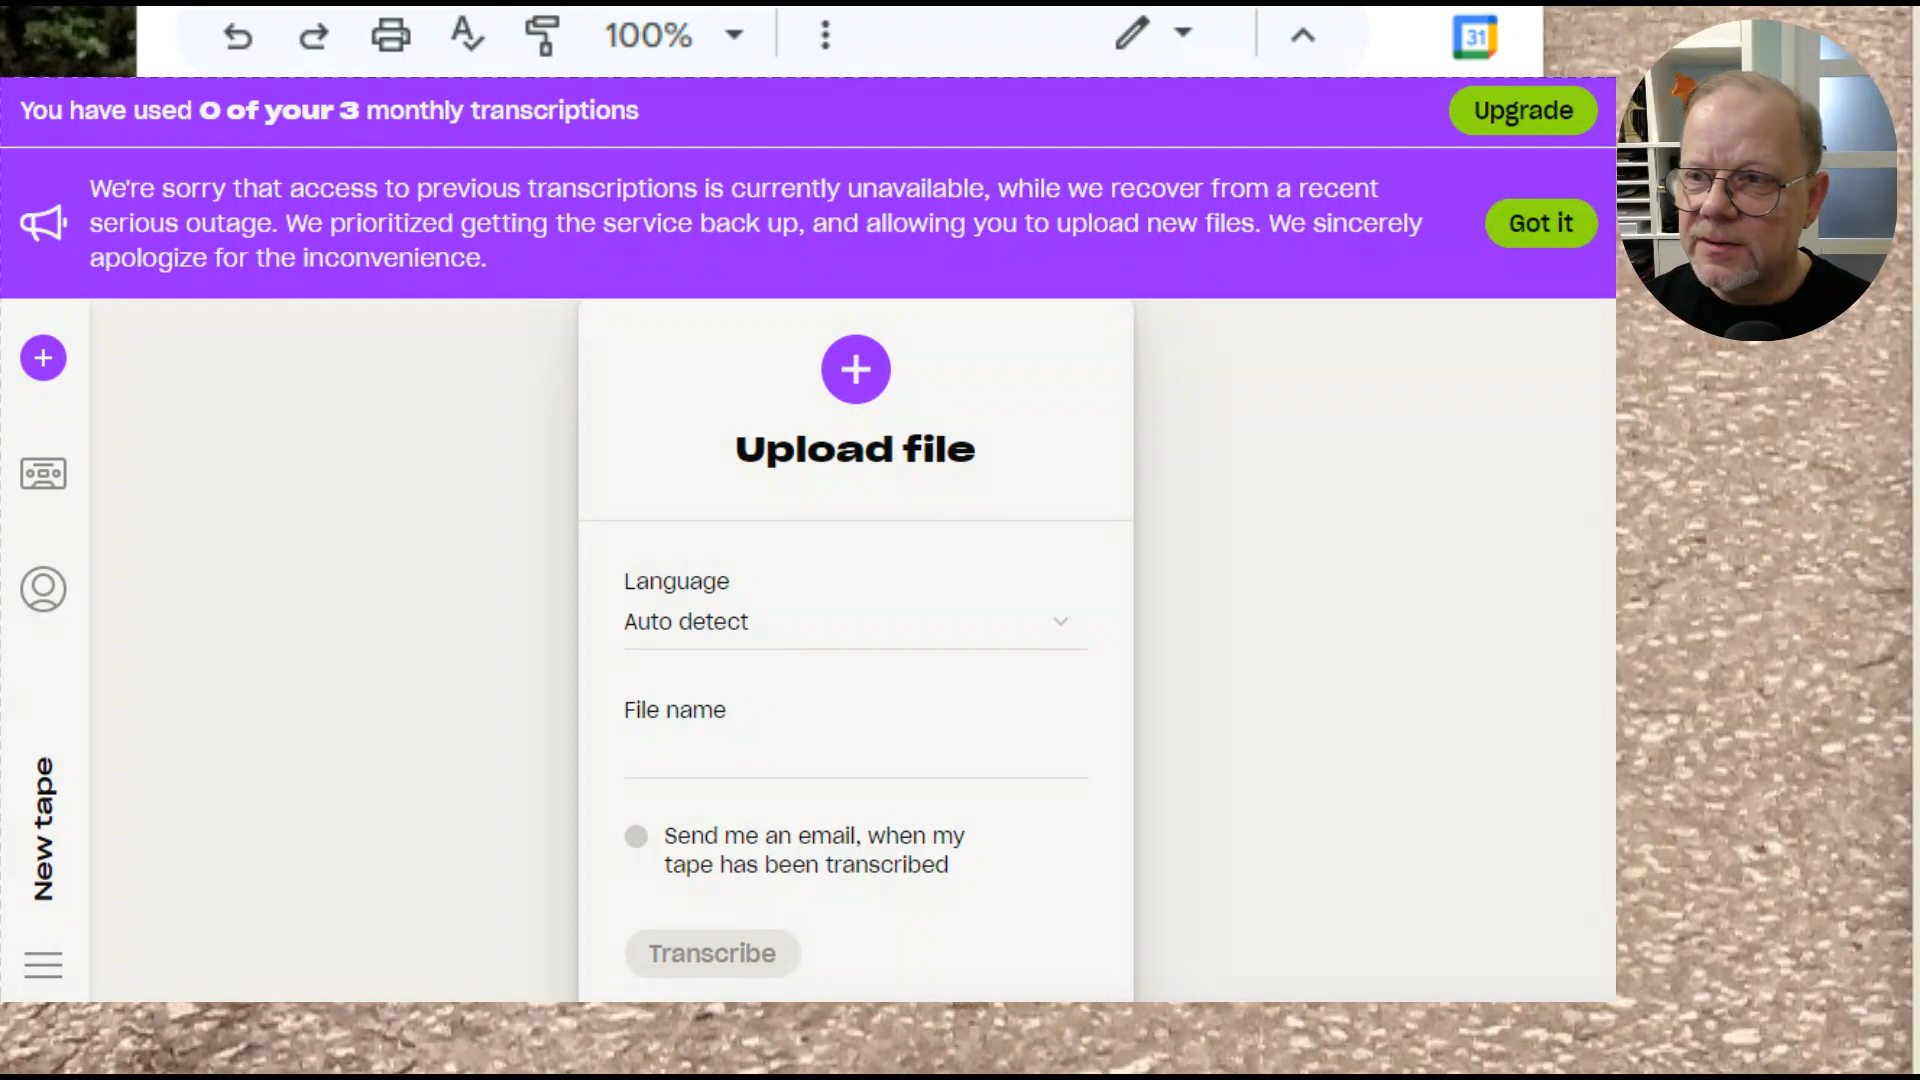 100%
31
You have used 0 of your 3 monthly transcriptions
Upgrade
We're sorry that access to previous transcriptions is currently unavailable, while we recover from a recent
serious outage. We prioritized getting the service back up, and allowing you to upload new files. We sincerely
apologize for the inconvenience.
Got it
Upload file
Language
Auto detect
File name
Send me an email, when my
tape has been transcribed
Transcribe
New tape